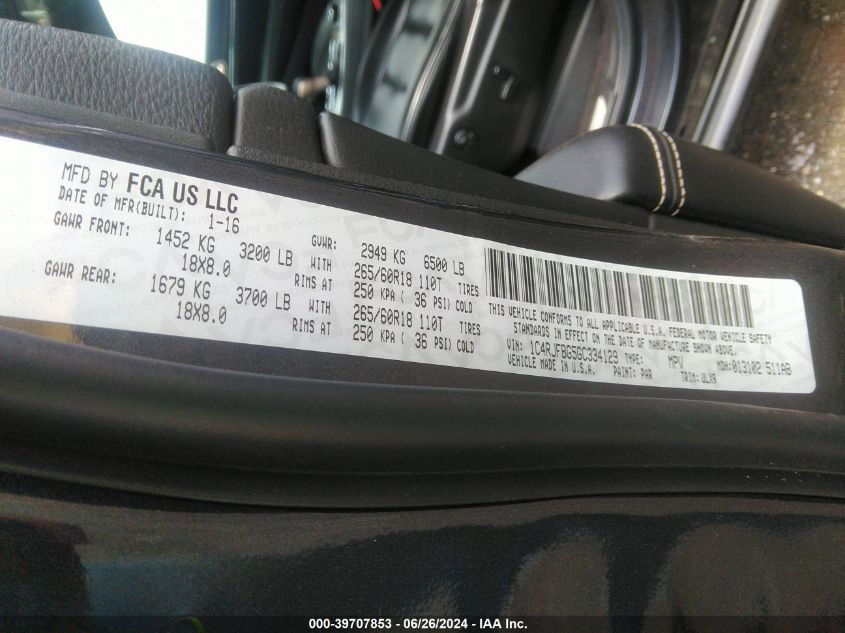 MFD BY FCA US LLC
DATE OF MFR(BUILT): 1-16 GVWR: 2949 KG 6500 LB
GAWR FRONT: 1452 KG 3200 LB WITH 265/60R18 110T TIRES
18X8.0 RIMS AT 250 KPA ( 36 PSI) COLD
GAWR REAR: 1679 KG 3700 LB WITH 265/60R18 110T TIRES
18X8.0 RIMS AT 250 KPA ( 36 PSI) COLD
THIS VEHICLE CONFORMS TO ALL APPLICABLE U.S.A. FEDERAL MOTOR VEHICLE SAFETY
STANDARDS IN EFFECT ON THE DATE OF MANUFACTURE SHOWN ABOVE.
VIN: 1C4RJFBG5GC334129 TYPE: MPV MDH:013102 511AB
VEHICLE MADE IN U.S.A. PAINT: PAR TRIM: ULX9
000-39707853 - 06/26/2024 - IAA Inc.